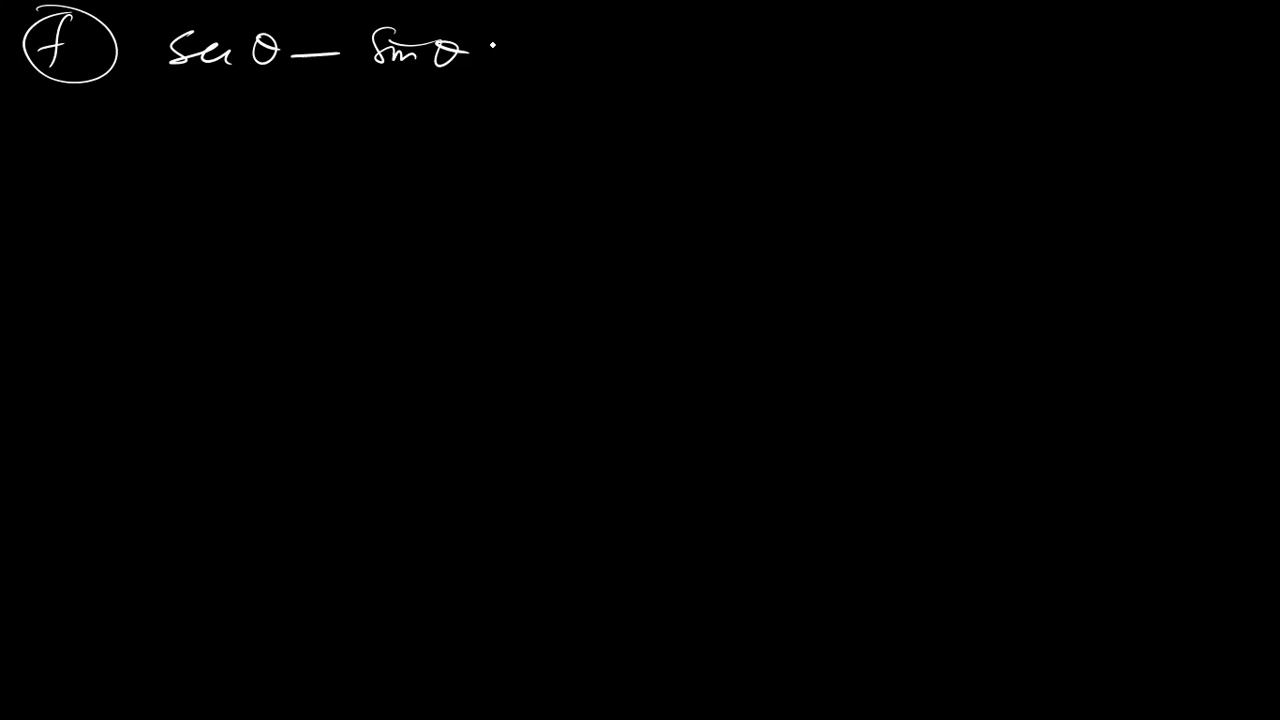 f sec θ — sin θ .